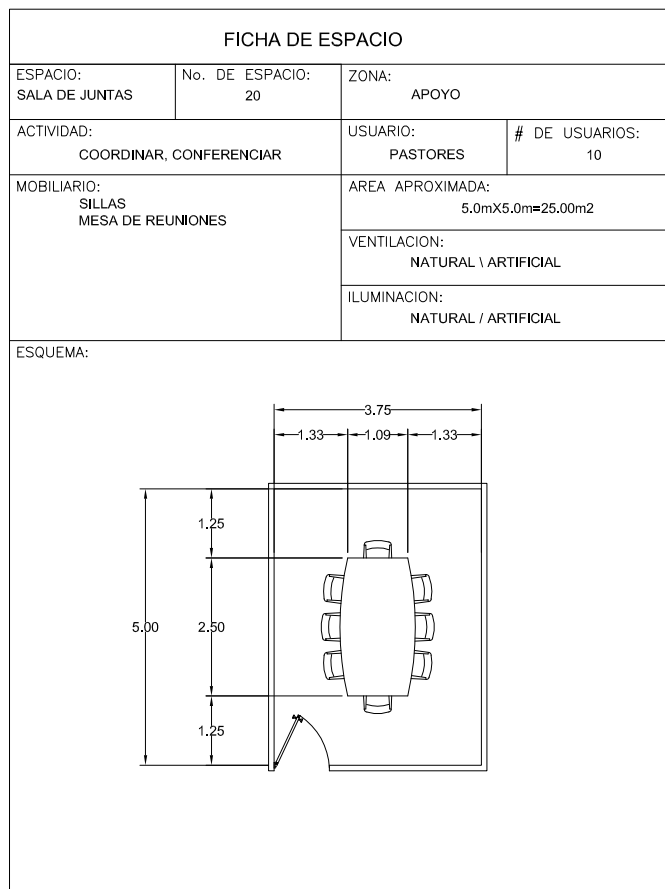 FICHA DE ESPACIO
ESPACIO:
SALA DE JUNTAS
No. DE ESPACIO:
20
ZONA:
APOYO
ACTIVIDAD:
COORDINAR, CONFERENCIAR
USUARIO:
PASTORES
# DE USUARIOS:
10
MOBILIARIO:
SILLAS
MESA DE REUNIONES
AREA APROXIMADA:
5.0mX5.0m=25.00m2
VENTILACION:
NATURAL \ ARTIFICIAL
ILUMINACION:
NATURAL / ARTIFICIAL
ESQUEMA:
3.75
1.33
1.09
1.33
1.25
5.00
2.50
1.25